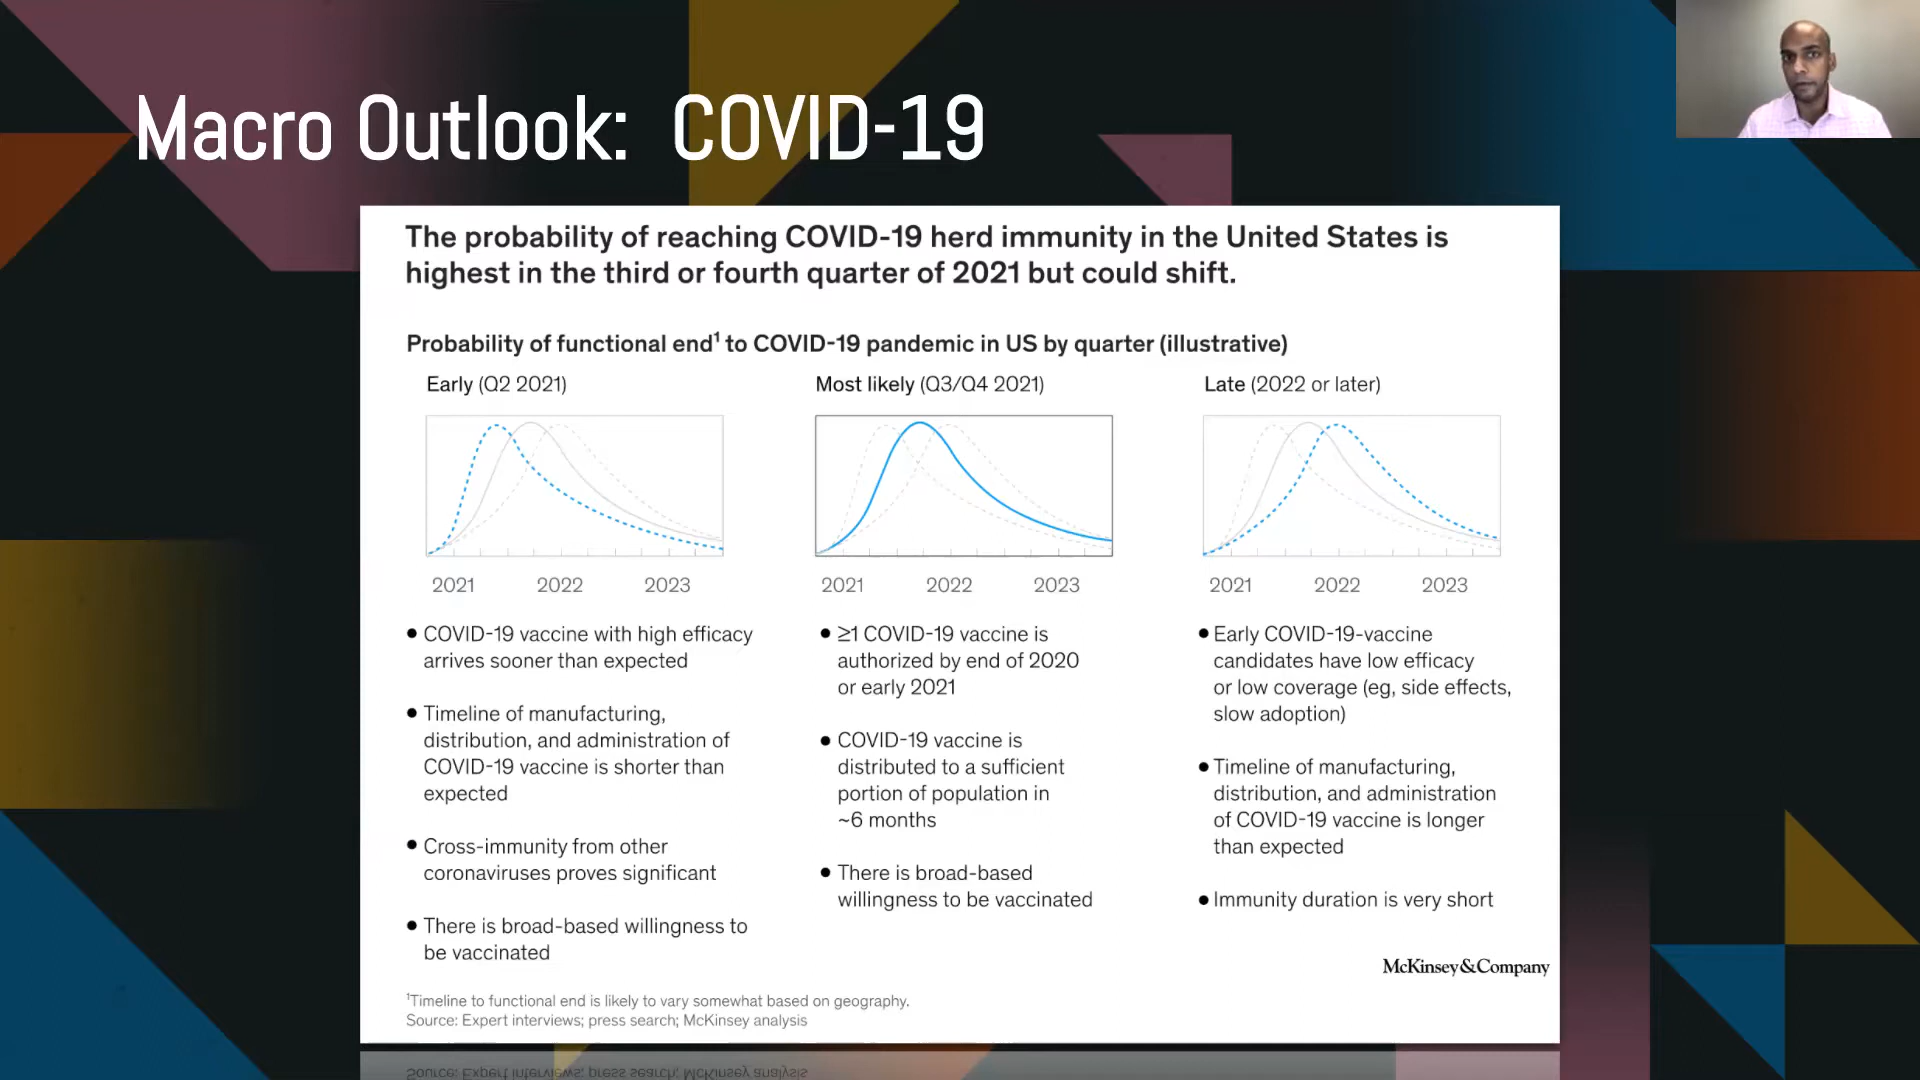 Macro Outlook: COVID-19
The probability of reaching COVID-19 herd immunity in the United States is
highest in the third or fourth quarter of 2021 but could shift.
Probability of functional end¹ to COVID-19 pandemic in US by quarter (illustrative)
Early (Q2 2021)
2021 2022 2023
• COVID-19 vaccine with high efficacy
arrives sooner than expected
• Timeline of manufacturing,
distribution, and administration of
COVID-19 vaccine is shorter than
expected
• Cross-immunity from other
coronaviruses proves significant
• There is broad-based willingness to
be vaccinated
Most likely (Q3/Q4 2021)
2021 2022 2023
• ≥1 COVID-19 vaccine is
authorized by end of 2020
or early 2021
• COVID-19 vaccine is
distributed to a sufficient
portion of population in
~6 months
• There is broad-based
willingness to be vaccinated
Late (2022 or later)
2021 2022 2023
• Early COVID-19-vaccine
candidates have low efficacy
or low coverage (eg, side effects,
slow adoption)
• Timeline of manufacturing,
distribution, and administration
of COVID-19 vaccine is longer
than expected
• Immunity duration is very short
McKinsey&Company
¹Timeline to functional end is likely to vary somewhat based on geography.
Source: Expert interviews; press search; McKinsey analysis
Source: Expert interviews; press search; McKinsey analysis